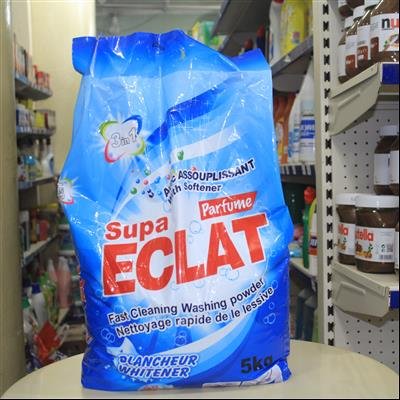 3in1
ASSOUPLISSANT
Softener
Parfume
Supa
ECLAT
Fast Cleaning Washing powder
Nettoyage rapide de le lessive
BLANCHEUR
WHITENER
5kg
nutella